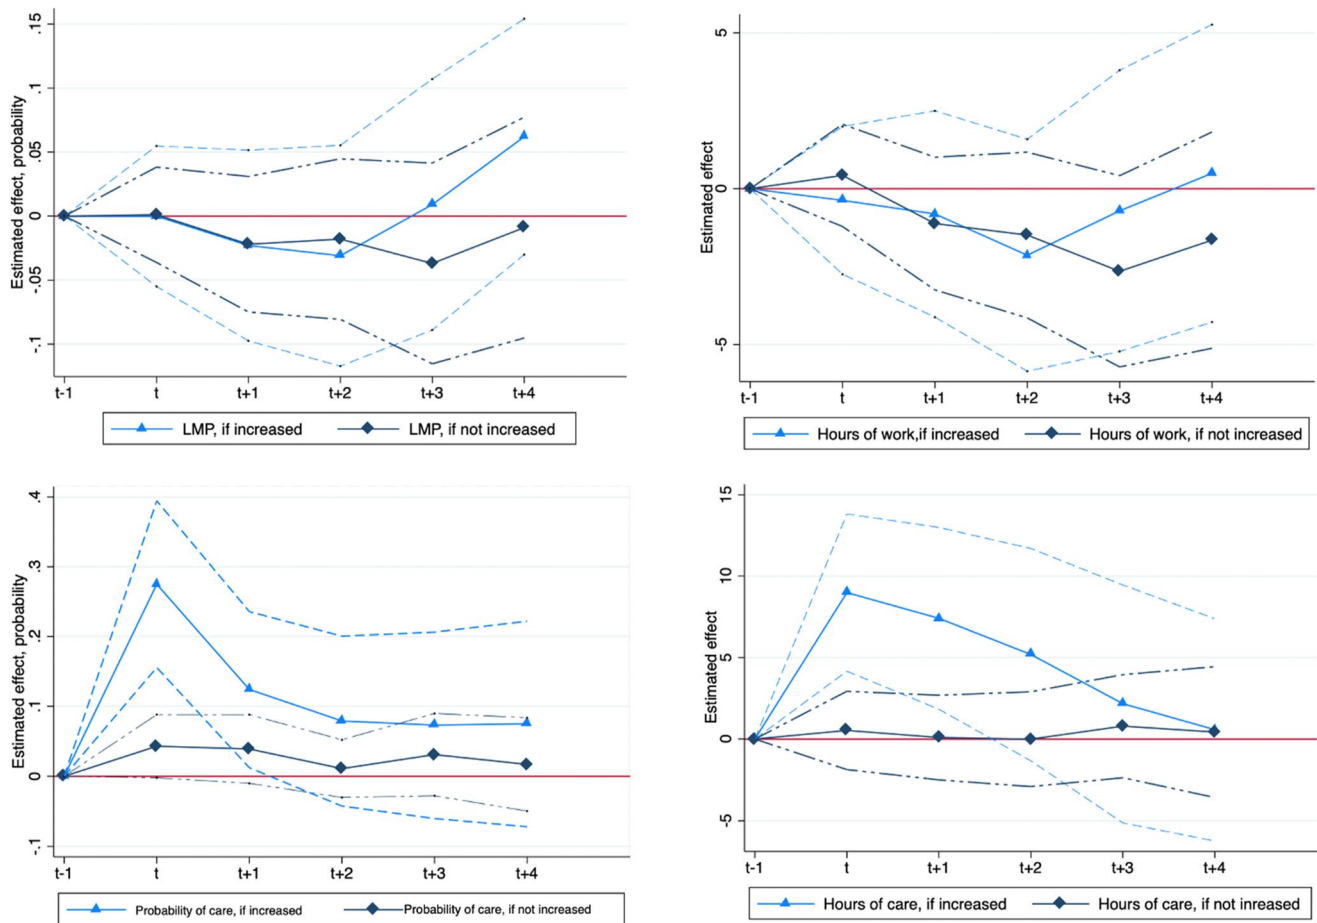 Estimated effect, probability
.15
.1
.05
0
-.05
-.1
t-1 t t+1 t+2 t+3 t+4
LMP, if increased LMP, if not increased
Estimated effect
5
0
-5
t-1 t t+1 t+2 t+3 t+4
Hours of work,if increased Hours of work, if not increased
Estimated effect, probability
.4
.3
.2
.1
0
-.1
t-1 t t+1 t+2 t+3 t+4
Probability of care, if increased Probability of care, if not increased
Estimated effect
15
10
5
0
-5
t-1 t t+1 t+2 t+3 t+4
Hours of care, if increased Hours of care, if not increased